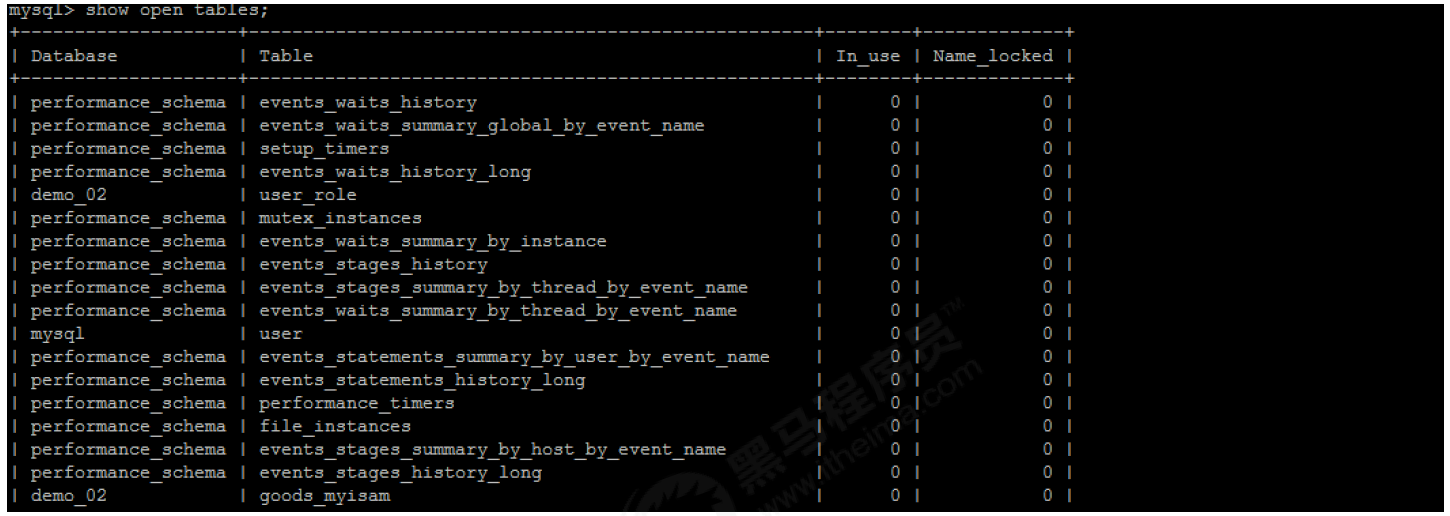 mysql> show open tables;
+--------------------+----------------------------------------------------+--------+-------------+
| Database | Table | In_use | Name_locked |
+--------------------+----------------------------------------------------+--------+-------------+
| performance_schema | events_waits_history | 0 | 0 |
| performance_schema | events_waits_summary_global_by_event_name | 0 | 0 |
| performance_schema | setup_timers | 0 | 0 |
| performance_schema | events_waits_history_long | 0 | 0 |
| demo_02 | user_role | 0 | 0 |
| performance_schema | mutex_instances | 0 | 0 |
| performance_schema | events_waits_summary_by_instance | 0 | 0 |
| performance_schema | events_stages_history | 0 | 0 |
| performance_schema | events_stages_summary_by_thread_by_event_name | 0 | 0 |
| performance_schema | events_waits_summary_by_thread_by_event_name | 0 | 0 |
| mysql | user | 0 | 0 |
| performance_schema | events_statements_summary_by_user_by_event_name | 0 | 0 |
| performance_schema | events_statements_history_long | 0 | 0 |
| performance_schema | performance_timers | 0 | 0 |
| performance_schema | file_instances | 0 | 0 |
| performance_schema | events_stages_summary_by_host_by_event_name | 0 | 0 |
| performance_schema | events_stages_history_long | 0 | 0 |
| demo_02 | goods_myisam | 0 | 0 |
黑马程序员™
www.itheima.com